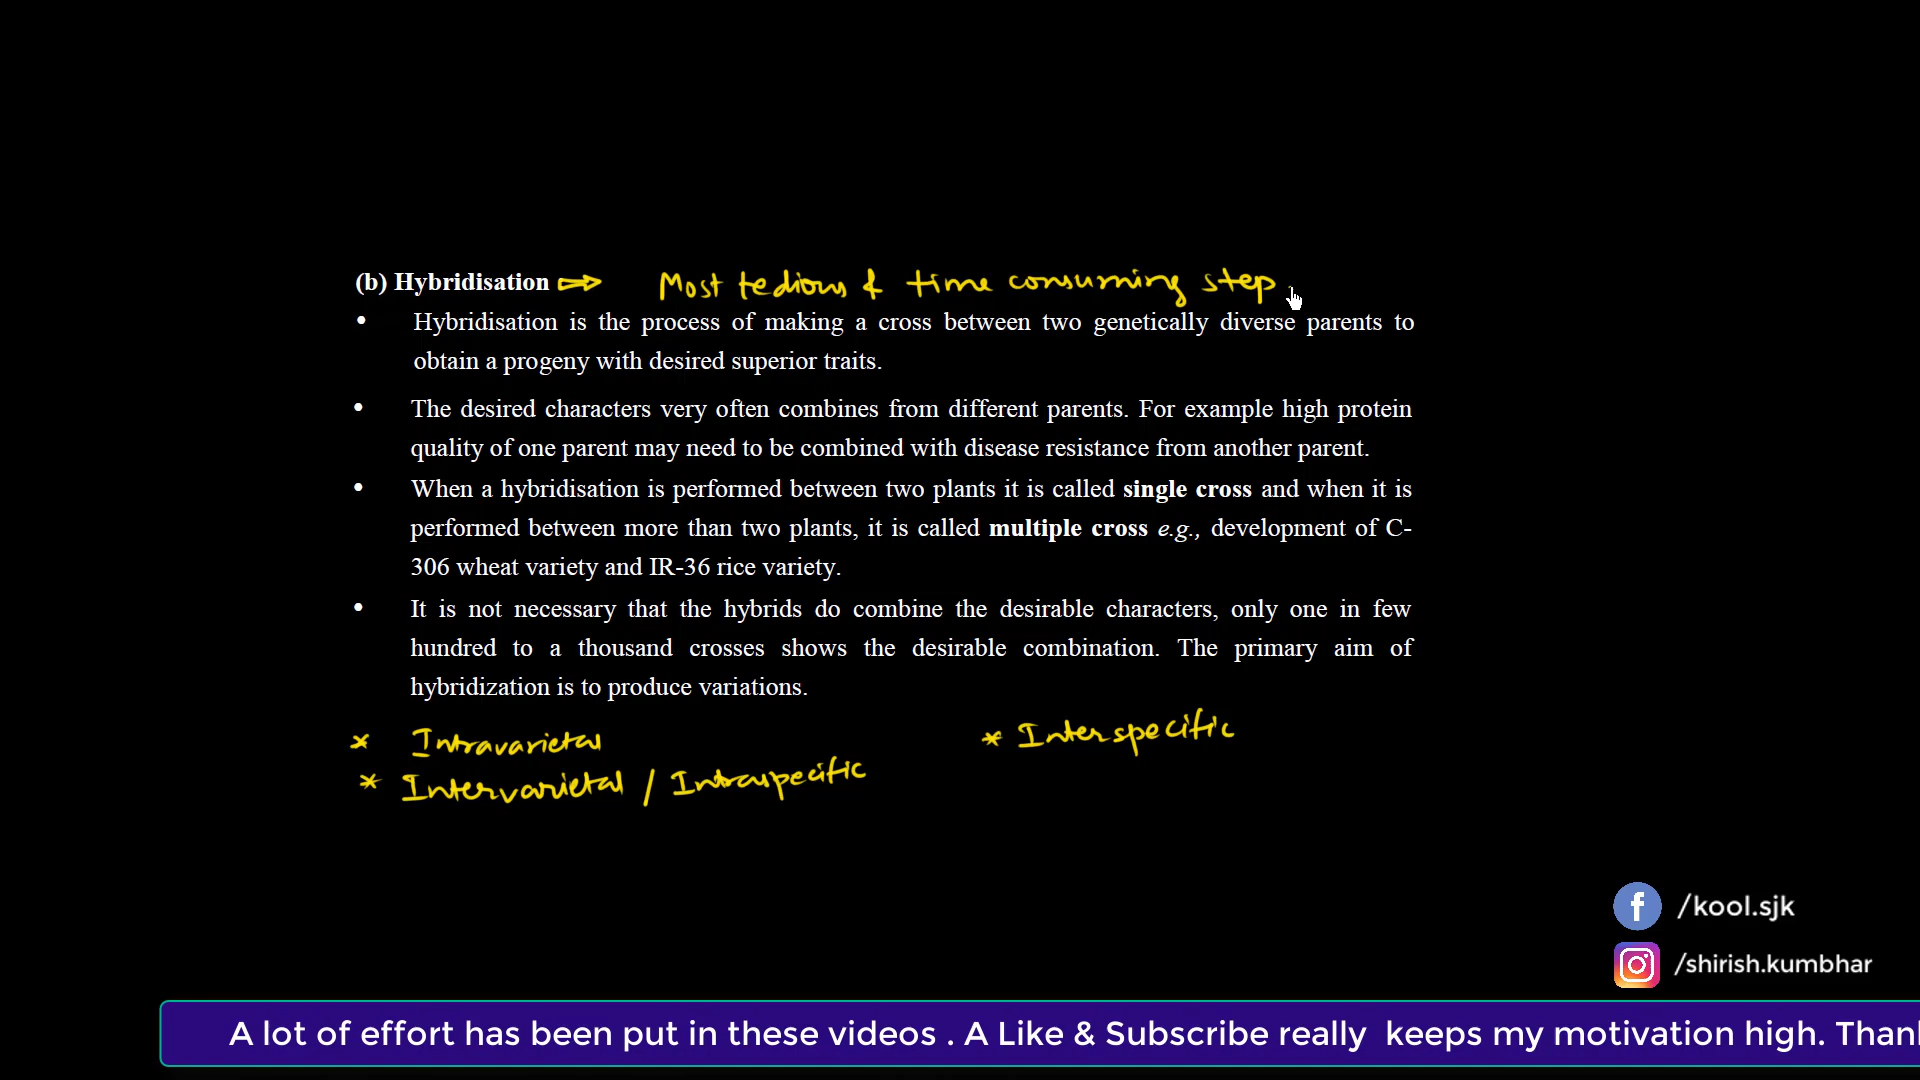 (b) Hybridisation ⇒ Most tedious & time consuming step
• Hybridisation is the process of making a cross between two genetically diverse parents to
obtain a progeny with desired superior traits.
• The desired characters very often combines from different parents. For example high protein
quality of one parent may need to be combined with disease resistance from another parent.
• When a hybridisation is performed between two plants it is called single cross and when it is
performed between more than two plants, it is called multiple cross e.g., development of C-
306 wheat variety and IR-36 rice variety.
• It is not necessary that the hybrids do combine the desirable characters, only one in few
hundred to a thousand crosses shows the desirable combination. The primary aim of
hybridization is to produce variations.
* Intravarietal
* Interspecific
* Intervarietal / Intraspecific
/kool.sjk
/shirish.kumbhar
A lot of effort has been put in these videos . A Like & Subscribe really keeps my motivation high. Than